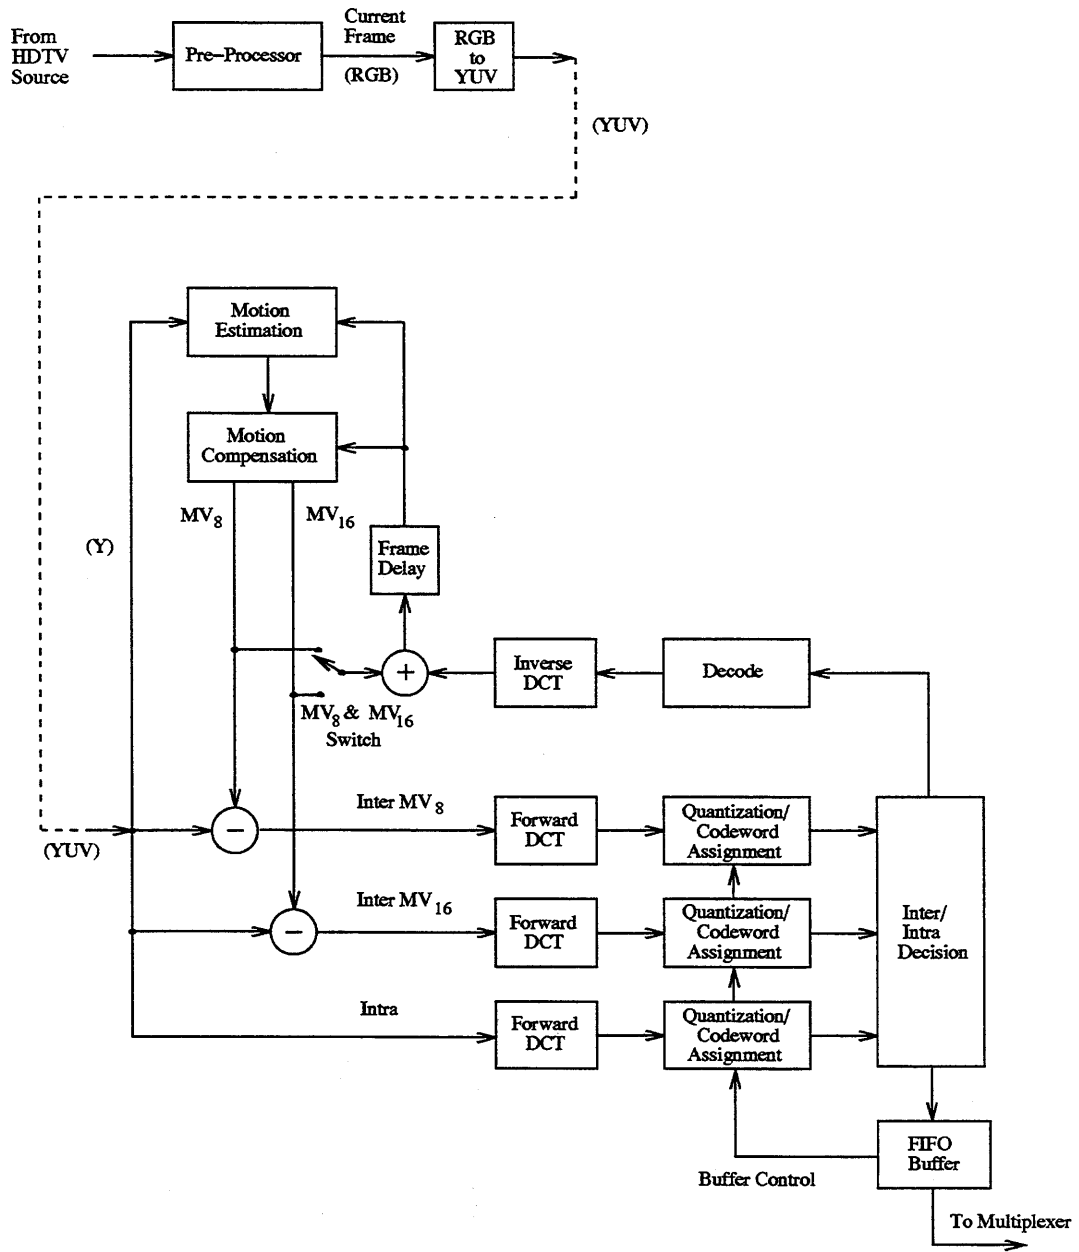 From
HDTV
Source
Pre-Processor
Current
Frame
(RGB)
RGB
to
YUV
(YUV)
Motion
Estimation
Motion
Compensation
MV8
MV16
(Y)
Frame
Delay
+
Inverse
DCT
Decode
MV8 & MV16
Switch
(YUV)
−
Inter MV8
Forward
DCT
Quantization/
Codeword
Assignment
−
Inter MV16
Forward
DCT
Quantization/
Codeword
Assignment
Inter/
Intra
Decision
Intra
Forward
DCT
Quantization/
Codeword
Assignment
Buffer Control
FIFO
Buffer
To Multiplexer